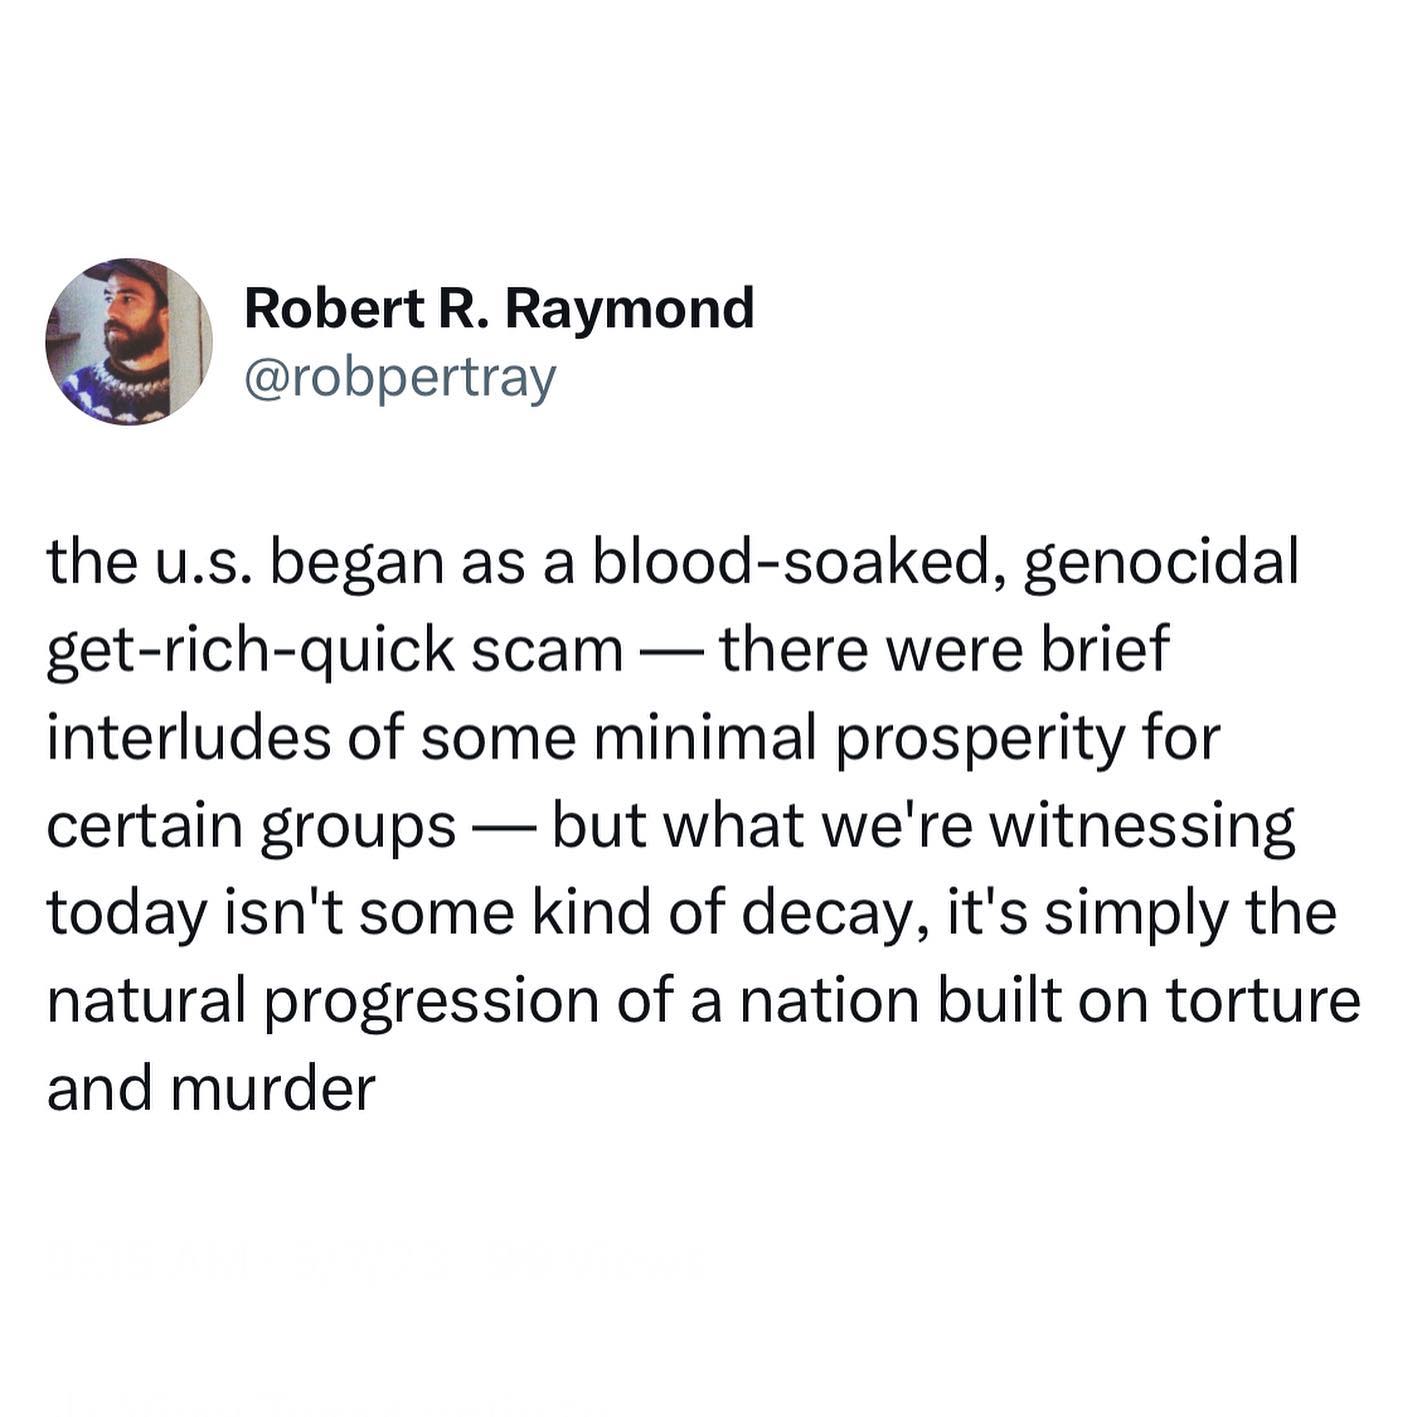 Robert R. Raymond
@robpertray
the u.s. began as a blood-soaked, genocidal
get-rich-quick scam — there were brief
interludes of some minimal prosperity for
certain groups — but what we're witnessing
today isn't some kind of decay, it's simply the
natural progression of a nation built on torture
and murder